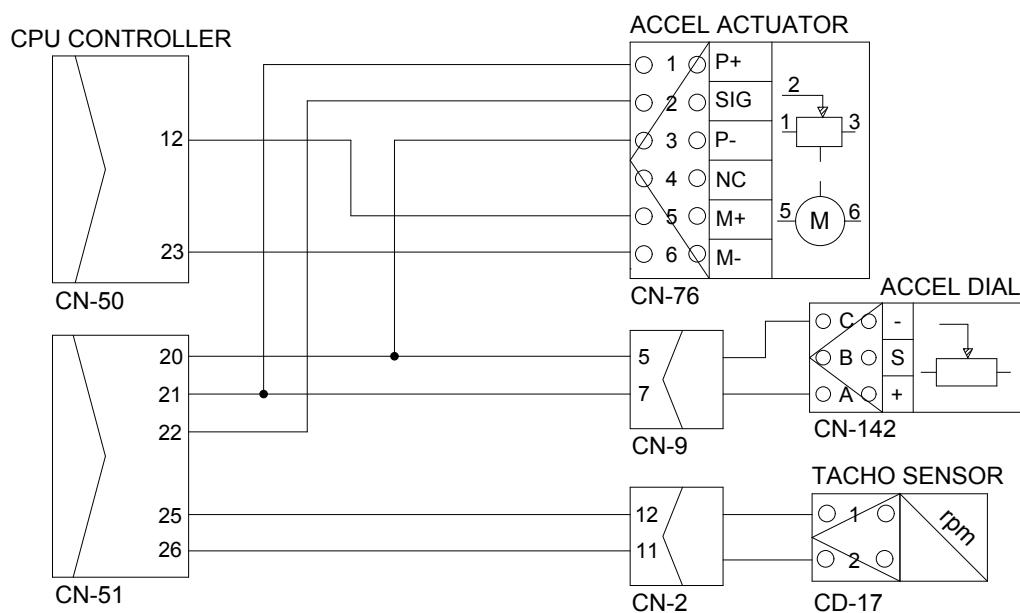 ACCEL ACTUATOR
CPU CONTROLLER
1 P+
2 SIG
2
12
3 P-
1 3
4 NC
5 M+
5 M 6
23
6 M-
CN-50
CN-76
ACCEL DIAL
C -
20
5
B S
21
7
A +
22
CN-9
CN-142
TACHO SENSOR
25
12
1
rpm
26
11
2
CN-51
CN-2
CD-17